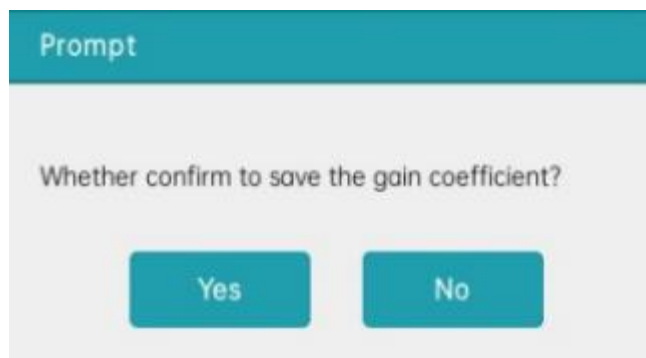 Prompt
Whether confirm to save the gain coefficient?
Yes No